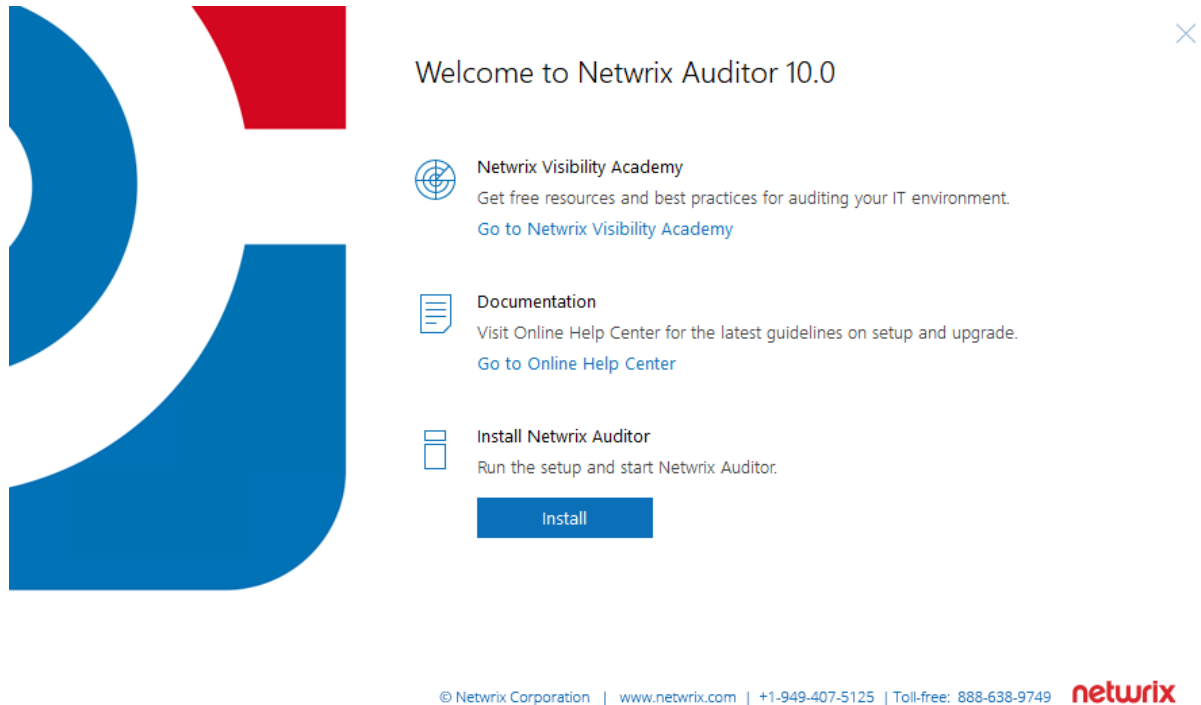 Welcome to Netwrix Auditor 10.0
Netwrix Visibility Academy
Get free resources and best practices for auditing your IT environment.
Go to Netwrix Visibility Academy
Documentation
Visit Online Help Center for the latest guidelines on setup and upgrade.
Go to Online Help Center
Install Netwrix Auditor
Run the setup and start Netwrix Auditor.
Install
© Netwrix Corporation | www.netwrix.com | +1-949-407-5125 | Toll-free: 888-638-9749 netwrix